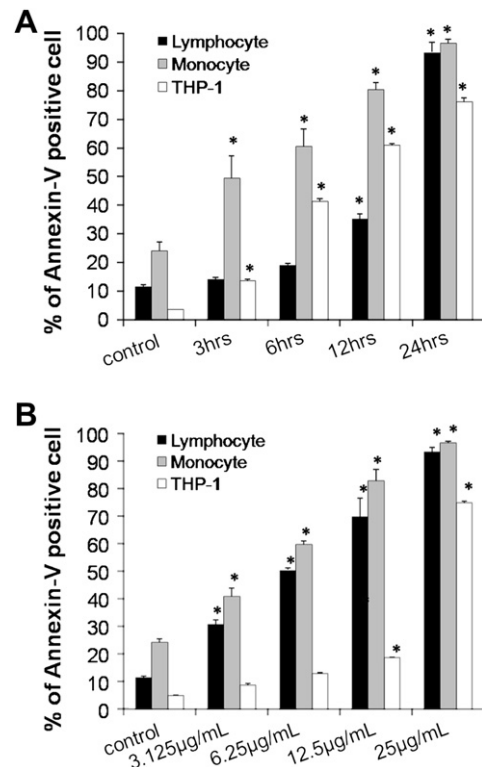 A
% of Annexin-V positive cell
100
90
80
70
60
50
40
30
20
10
0
Lymphocyte
Monocyte
THP-1
* * * * * * * * * *
control
3hrs
6hrs
12hrs
24hrs
B
% of Annexin-V positive cell
100
90
80
70
60
50
40
30
20
10
0
Lymphocyte
Monocyte
THP-1
* * * * * * * * * * *
control
3.125µg/mL
6.25µg/mL
12.5µg/mL
25µg/mL